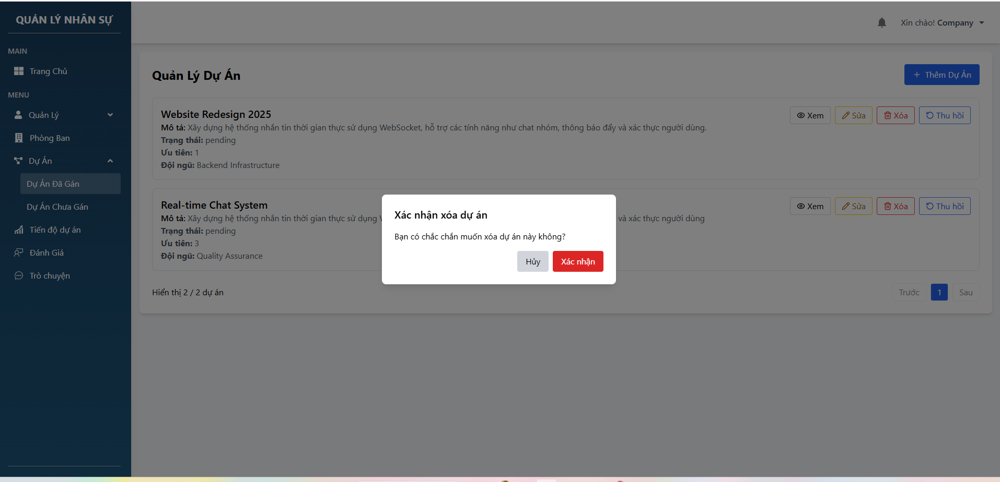 QUẢN LÝ NHÂN SỰ
MAIN
Trang Chủ
MENU
Quản Lý
Phòng Ban
Dự Án
Dự Án Đã Gán
Dự Án Chưa Gán
Tiến độ dự án
Đánh Giá
Trò chuyện
Xin chào! Company
Quản Lý Dự Án
+ Thêm Dự Án
Website Redesign 2025
Xem Sửa Xóa Thu hồi
Mô tả: Xây dựng hệ thống nhắn tin thời gian thực sử dụng WebSocket, hỗ trợ các tính năng như chat nhóm, thông báo đẩy và xác thực người dùng.
Trạng thái: pending
Ưu tiên: 1
Đội ngũ: Backend Infrastructure
Real-time Chat System
Xem Sửa Xóa Thu hồi
Mô tả: Xây dựng hệ thống nhắn tin thời gian thực sử dụng và xác thực người dùng
Trạng thái: pending
Ưu tiên: 3
Đội ngũ: Quality Assurance
Xác nhận xóa dự án
Bạn có chắc chắn muốn xóa dự án này không?
Hủy Xác nhận
Hiển thị 2 / 2 dự án
Trước 1 Sau